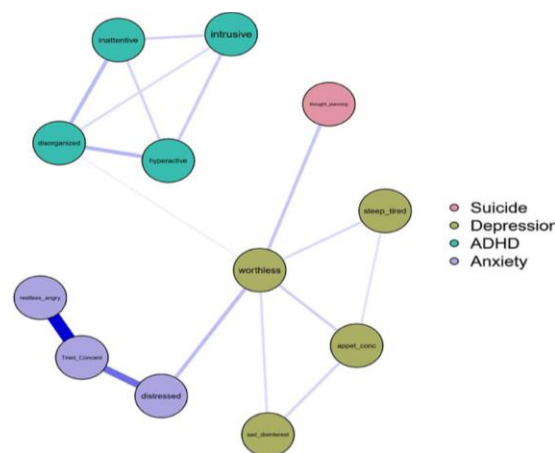 inattentive
intrusive
thought_planning
disorganized
hyperactive
sleep_tired
Suicide
Depression
ADHD
Anxiety
worthless
restless_angry
appet_conc
Tired_Concent
distressed
sad_disinterest